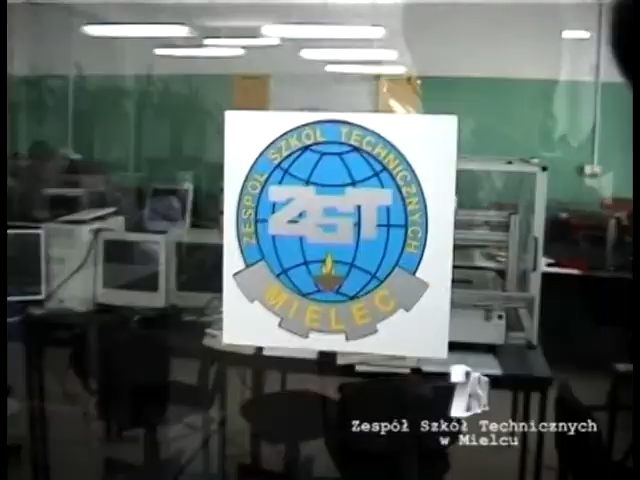 ZESPÓŁ SZKÓŁ TECHNICZNYCH
ZST
MIELEC
Zespół Szkół Technicznych
w Mielcu